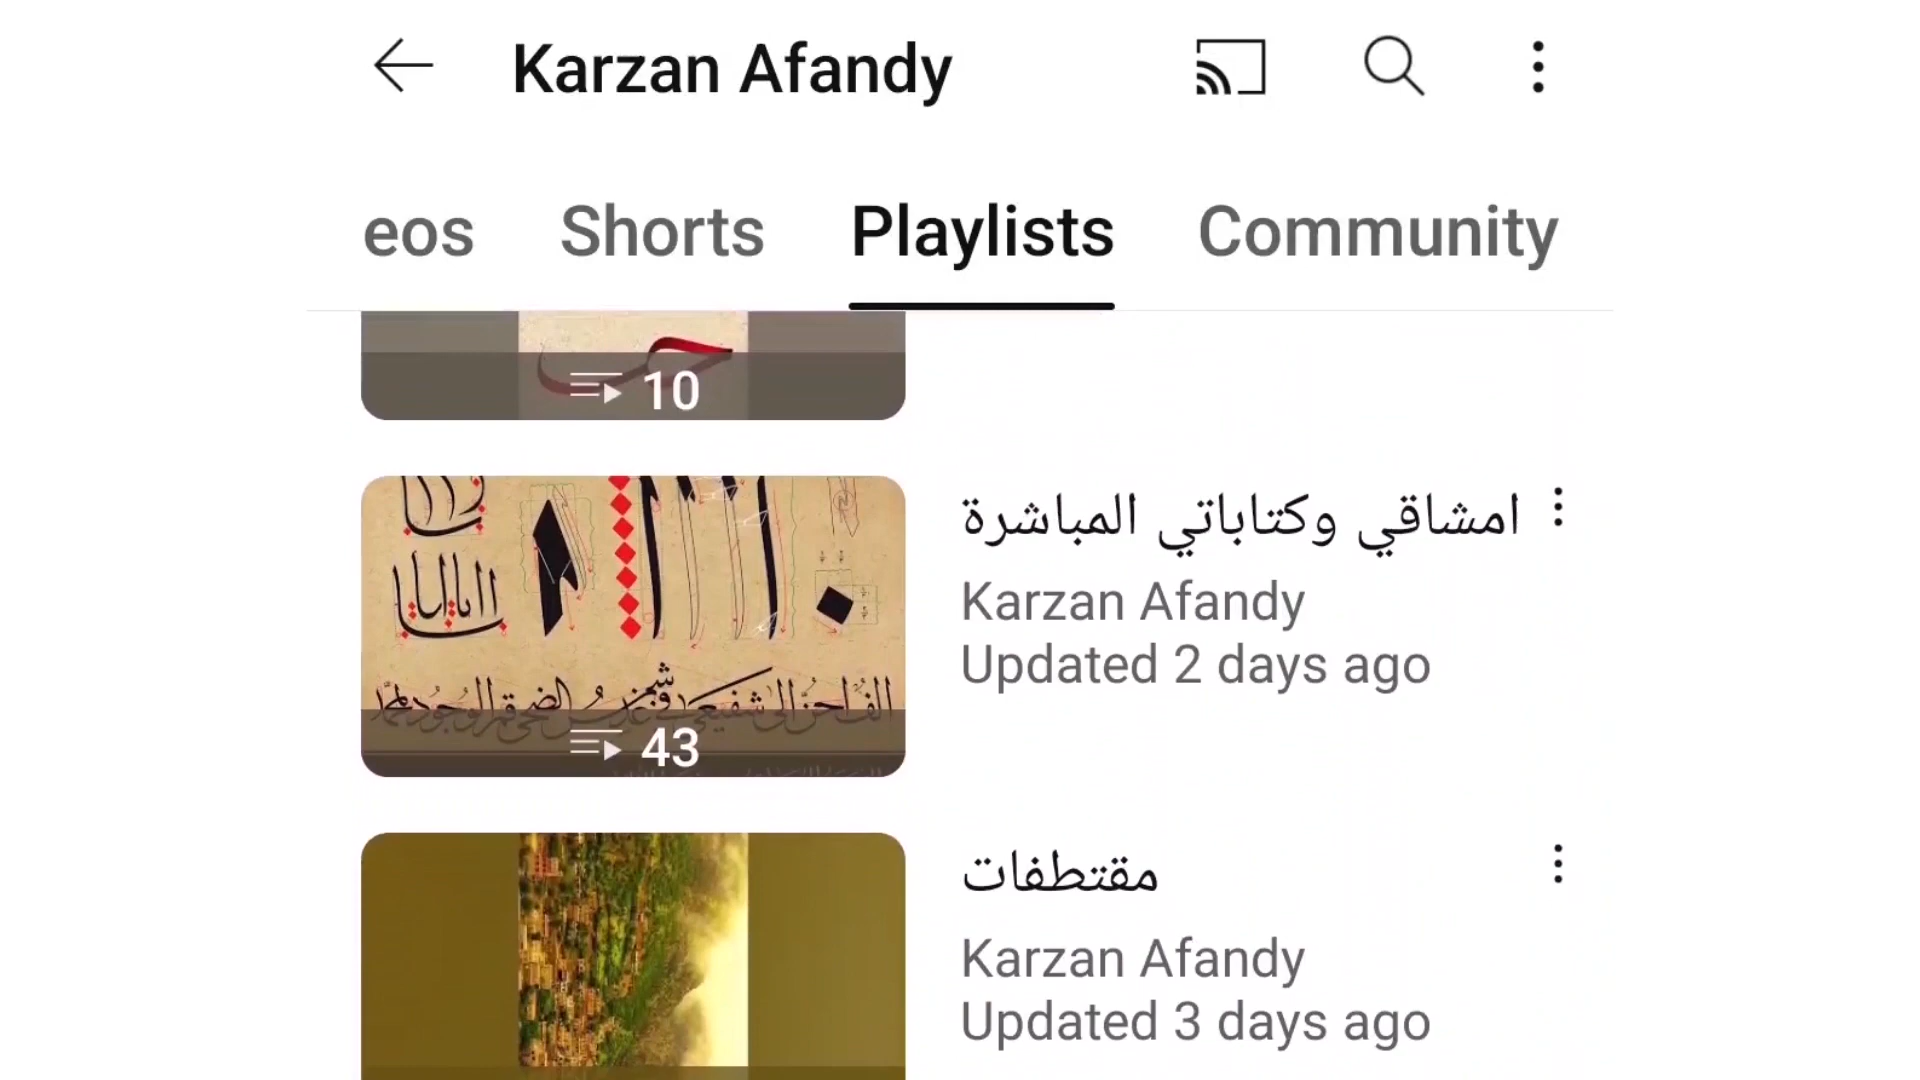 Karzan Afandy
eos Shorts Playlists Community
10
امشاقي وكتاباتي المباشرة
Karzan Afandy
Updated 2 days ago
43
مقتطفات
Karzan Afandy
Updated 3 days ago